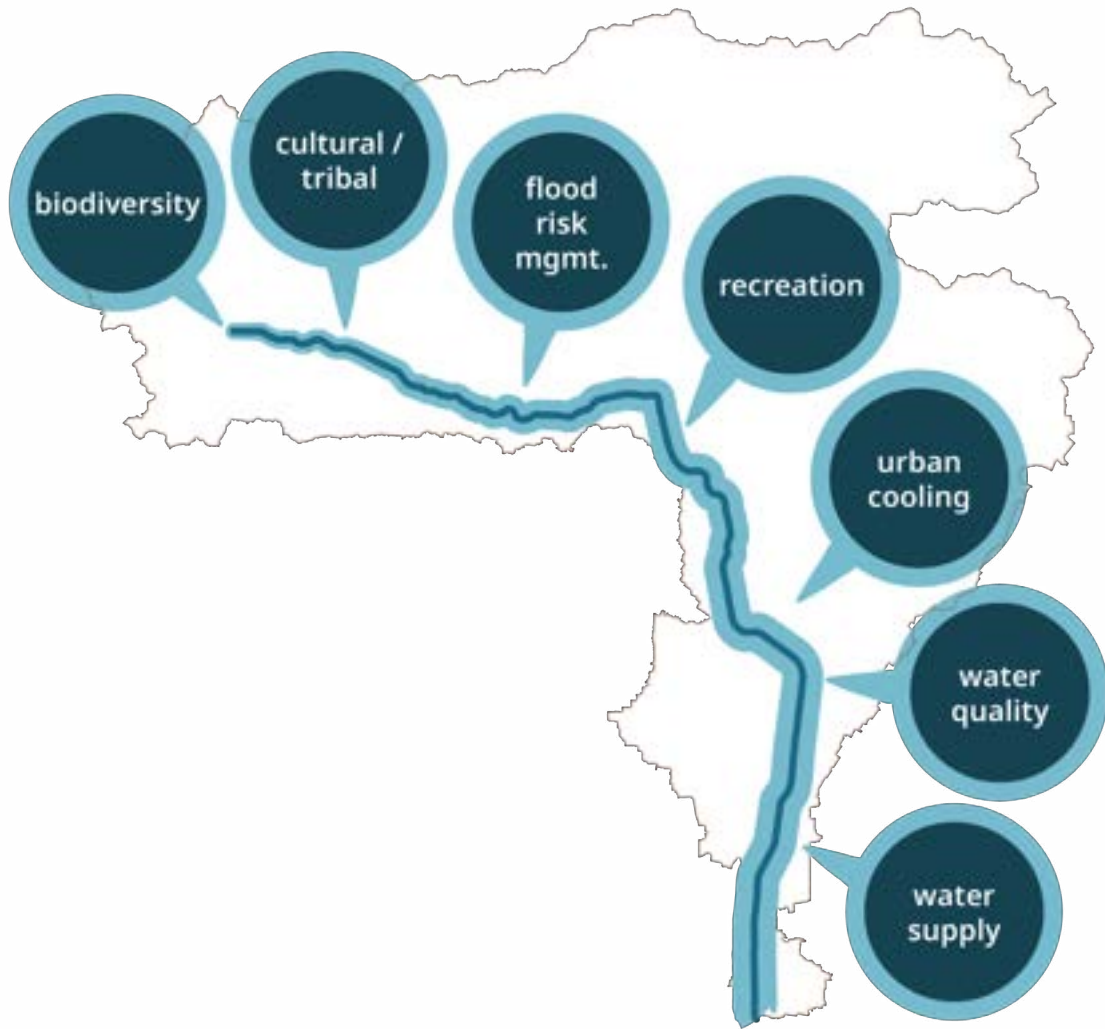 biodiversity
cultural /
tribal
flood
risk
mgmt.
recreation
urban
cooling
water
quality
water
supply